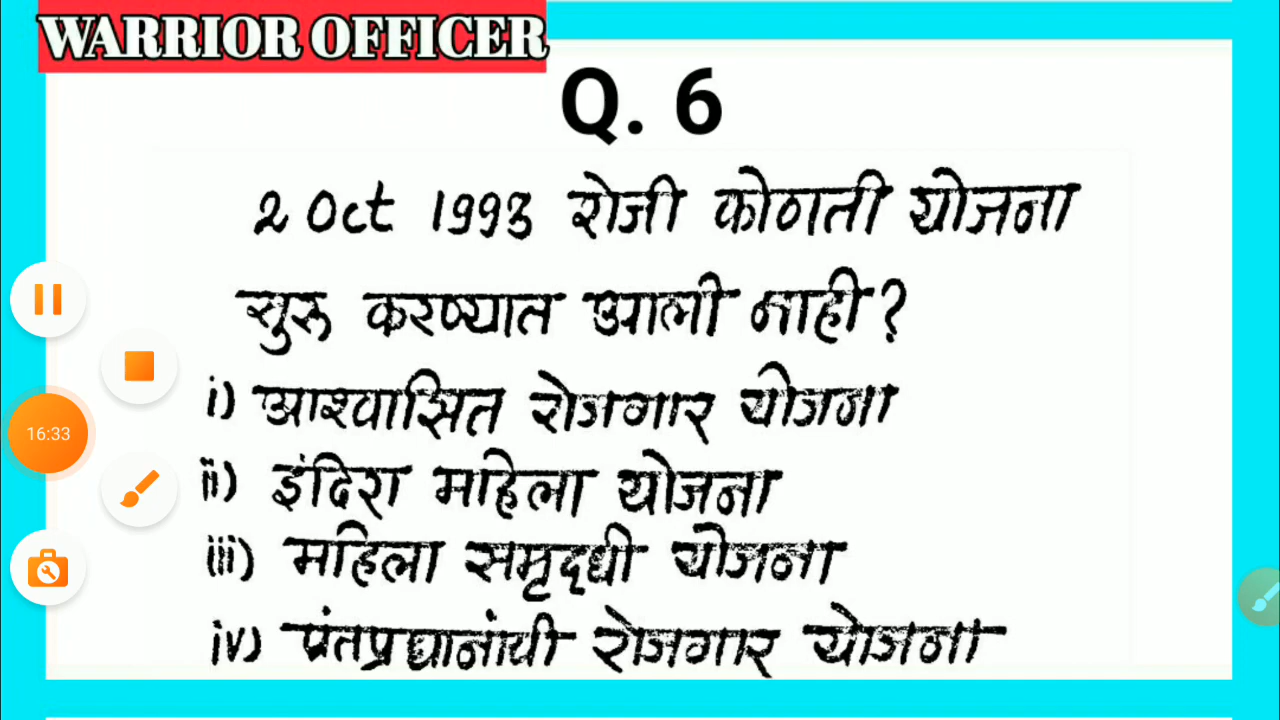 WARRIOR OFFICER
Q. 6
2 Oct 1993 रोजी कोणती योजना
सुरु करण्यात आली नाही?
i) आश्वासित रोजगार योजना
ii) इंदिरा महिला योजना
iii) महिला समृद्धी योजना
iv) पंतप्रधानांची रोजगार योजना
16:33